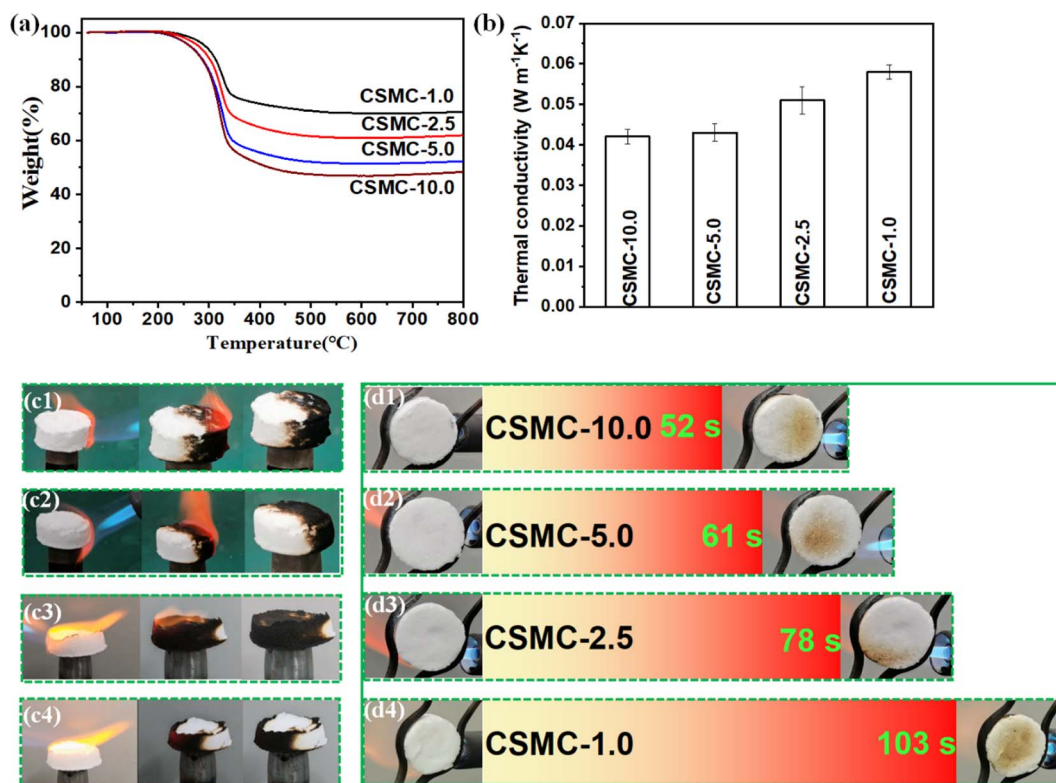 (a)
100
80
60
40
20
0
Weight(%)
CSMC-1.0
CSMC-2.5
CSMC-5.0
CSMC-10.0
100 200 300 400 500 600 700 800
Temperature(°C)
(b)
0.07
0.06
0.05
0.04
0.03
0.02
0.01
0.00
Thermal conductivity (W m⁻¹K⁻¹)
CSMC-10.0
CSMC-5.0
CSMC-2.5
CSMC-1.0
(c1)
(d1)
CSMC-10.0 52 s
(c2)
(d2)
CSMC-5.0 61 s
(c3)
(d3)
CSMC-2.5 78 s
(c4)
(d4)
CSMC-1.0 103 s